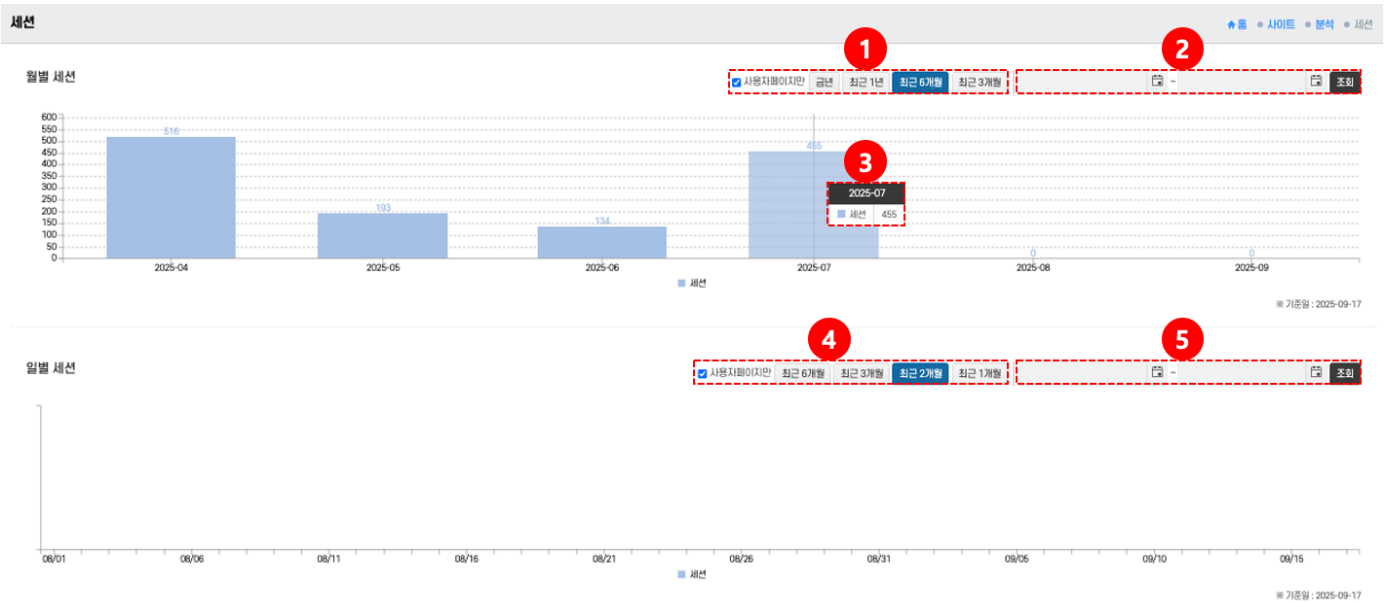 세션
홈 사이트 분석 세션
1 2
월별 세션
사용자페이지만 금년 최근 1년 최근 6개월 최근 3개월 - 조회
600
550
500
450
400
350
300
250
200
150
100
50
0
516 193 134 455 0 0
3
2025-07
세션 455
2025-04 2025-05 2025-06 2025-07 2025-08 2025-09
세션
※ 기준일 : 2025-09-17
4 5
일별 세션
사용자페이지만 최근 6개월 최근 3개월 최근 2개월 최근 1개월 - 조회
08/01 08/06 08/11 08/16 08/21 08/26 08/31 09/05 09/10 09/15
세션
※ 기준일 : 2025-09-17